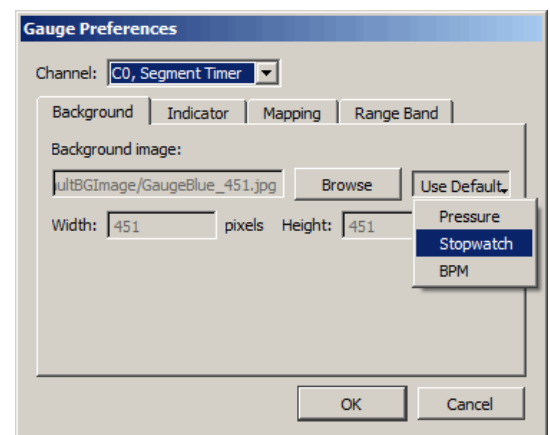 Gauge Preferences
Channel: C0, Segment Timer
Background Indicator Mapping Range Band
Background image:
ultBGImage/GaugeBlue_451.jpg Browse Use Default
Width: 451 pixels Height: 451
Pressure
Stopwatch
BPM
OK Cancel